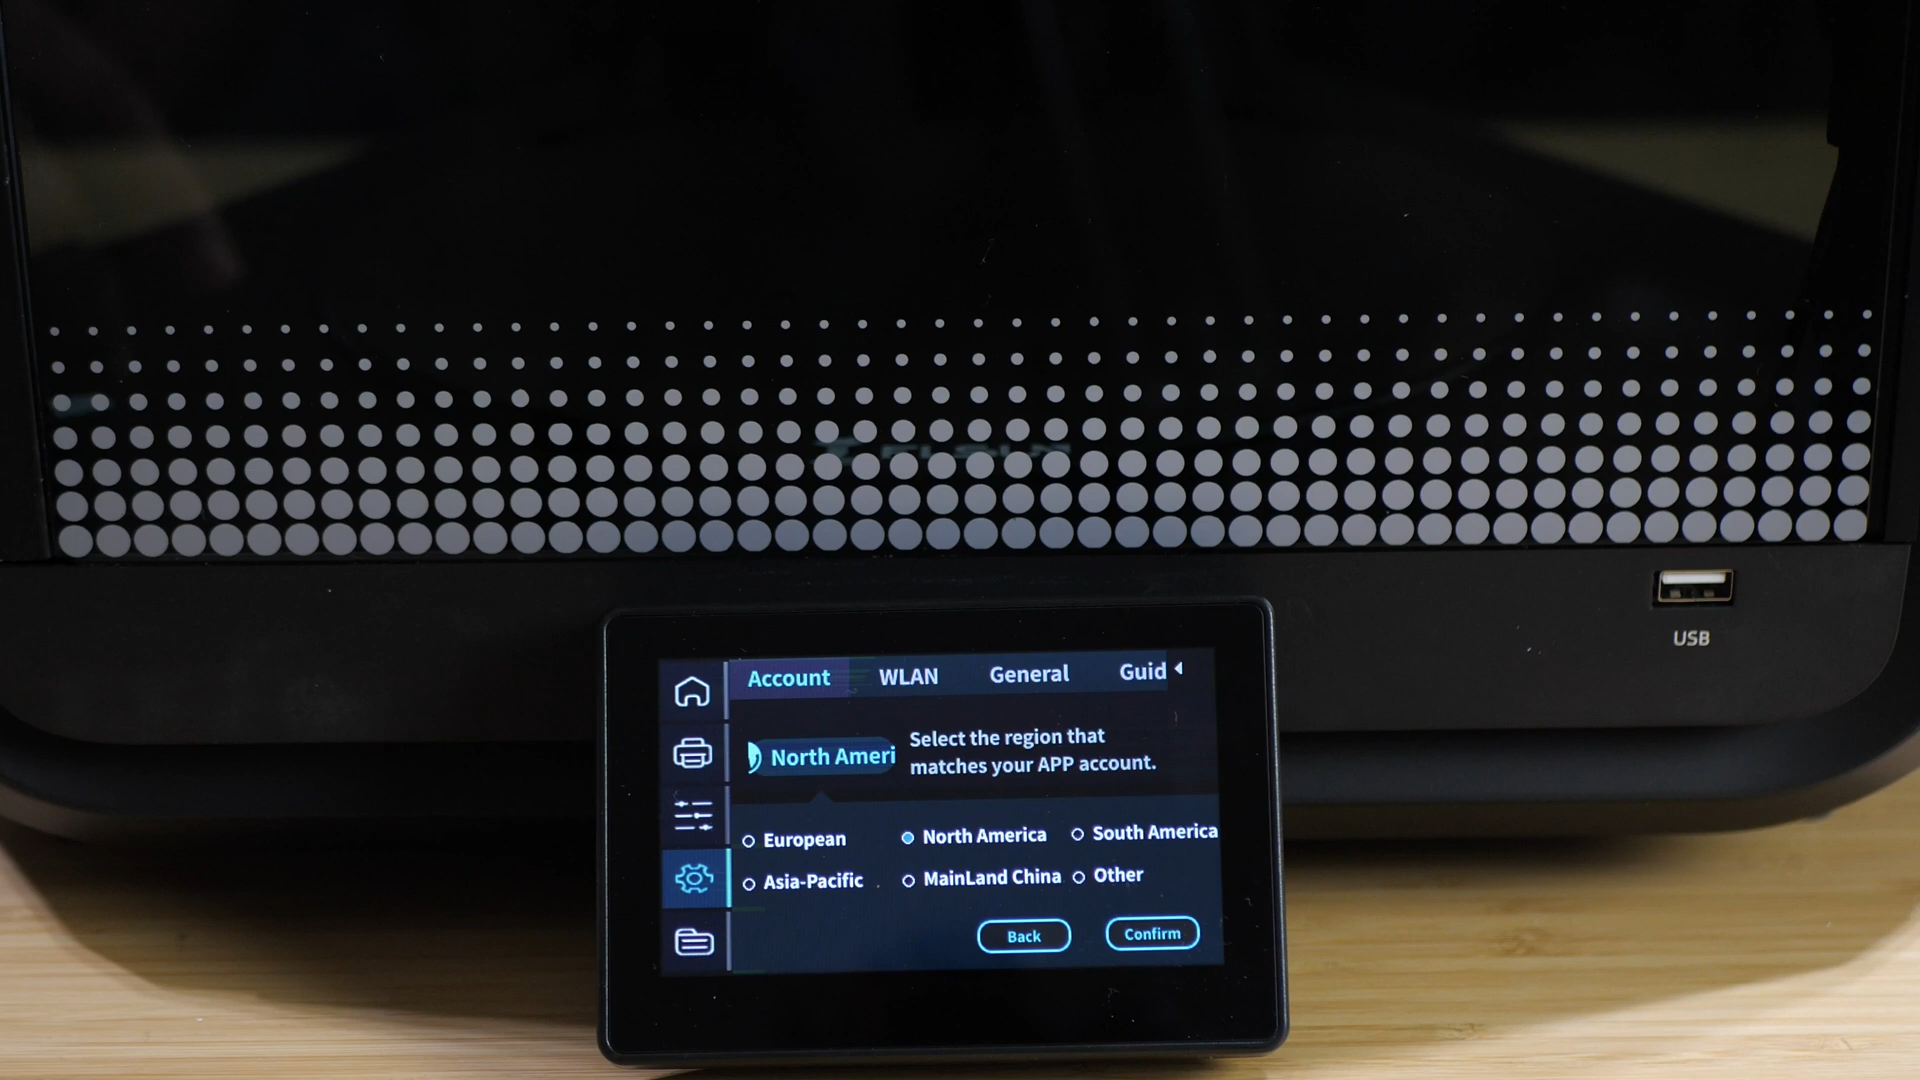 USB
Account WLAN General Guid
North Ameri
Select the region that
matches your APP account.
European North America South America
Asia-Pacific MainLand China Other
Back Confirm